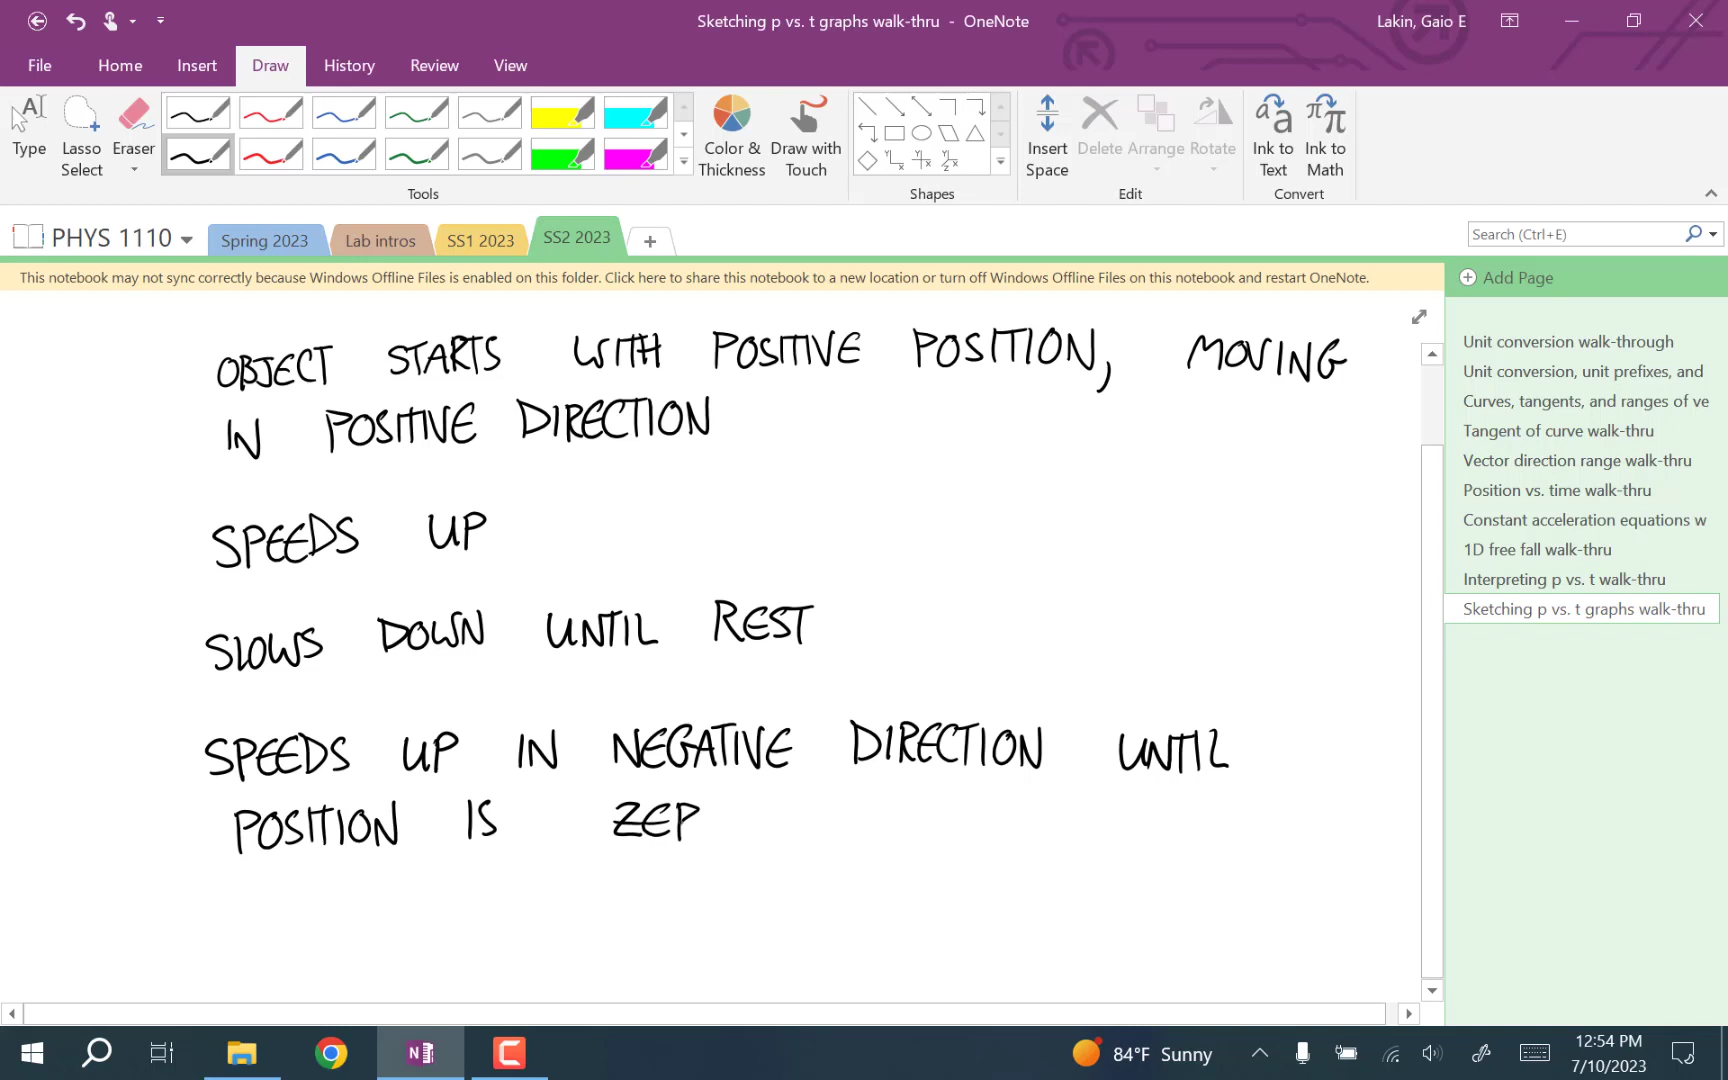 Sketching p vs. t graphs walk-thru - OneNote
Lakin, Gaio E
File Home Insert Draw History Review View
Type
Lasso Select
Eraser
Color & Thickness
Draw with Touch
Insert Space
Delete Arrange Rotate
Ink to Text
Ink to Math
Tools Shapes Edit Convert
PHYS 1110 Spring 2023 Lab intros SS1 2023 SS2 2023
Search (Ctrl+E)
This notebook may not sync correctly because Windows Offline Files is enabled on this folder. Click here to share this notebook to a new location or turn off Windows Offline Files on this notebook and restart OneNote.
Add Page
OBJECT STARTS WITH POSITIVE POSITION, MOVING
IN POSITIVE DIRECTION
SPEEDS UP
SLOWS DOWN UNTIL REST
SPEEDS UP IN NEGATIVE DIRECTION UNTIL
POSITION IS ZEP
Unit conversion walk-through
Unit conversion, unit prefixes, and
Curves, tangents, and ranges of ve
Tangent of curve walk-thru
Vector direction range walk-thru
Position vs. time walk-thru
Constant acceleration equations w
1D free fall walk-thru
Interpreting p vs. t walk-thru
Sketching p vs. t graphs walk-thru
84°F Sunny
12:54 PM
7/10/2023